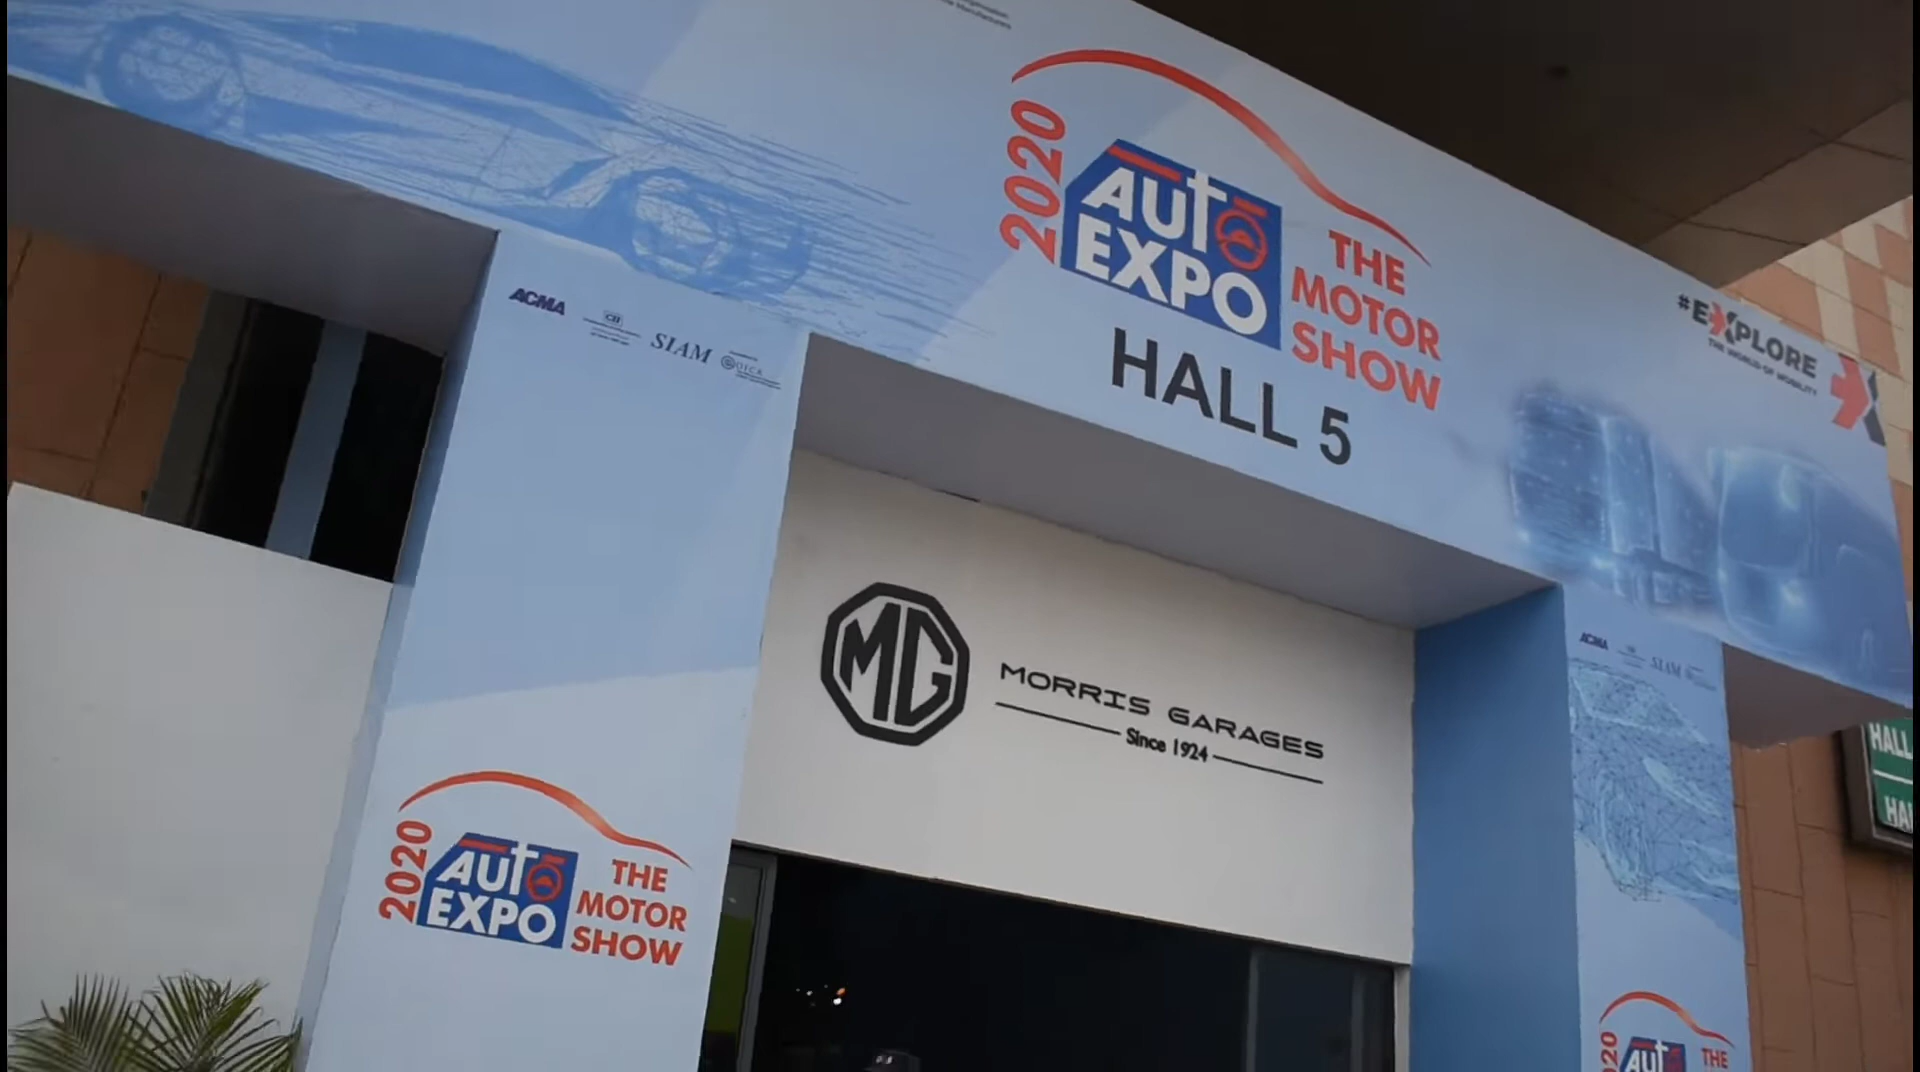 2020
AUTO
EXPO
THE
MOTOR
SHOW
HALL 5
#EXPLORE
THE WORLD OF MOBILITY
ACMA
CII
SIAM
MG
MORRIS GARAGES
Since 1924
ACMA
SIAM
HALL
2020
AUTO
EXPO
THE
MOTOR
SHOW
AUTO
THE